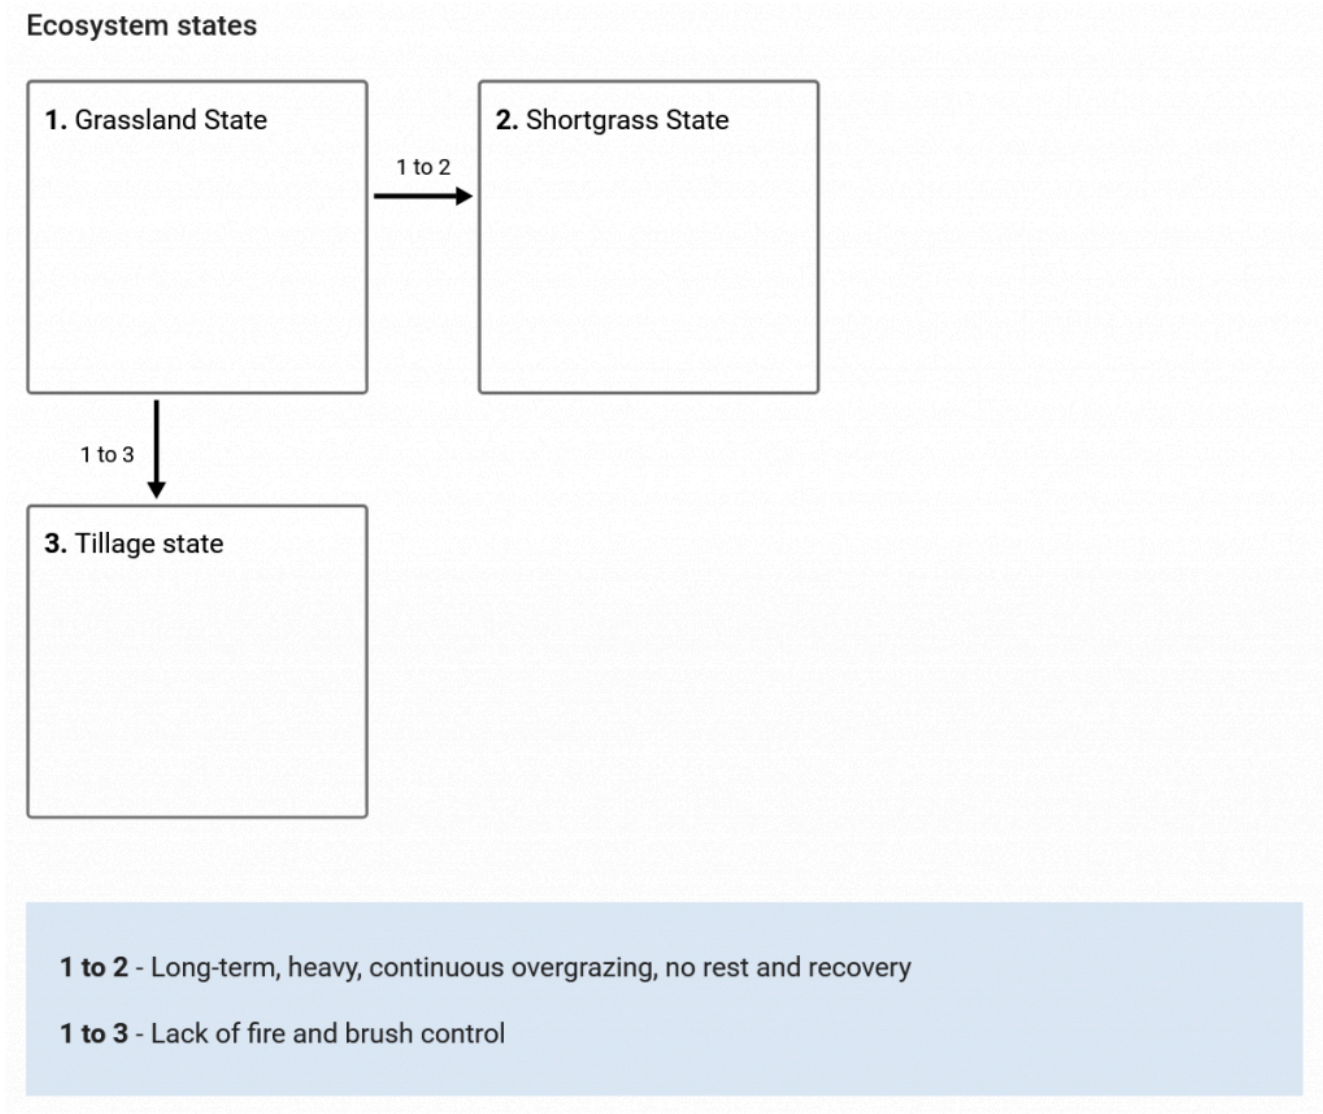 Ecosystem states
1. Grassland State
2. Shortgrass State
1 to 2
1 to 3
3. Tillage state
1 to 2 - Long-term, heavy, continuous overgrazing, no rest and recovery
1 to 3 - Lack of fire and brush control